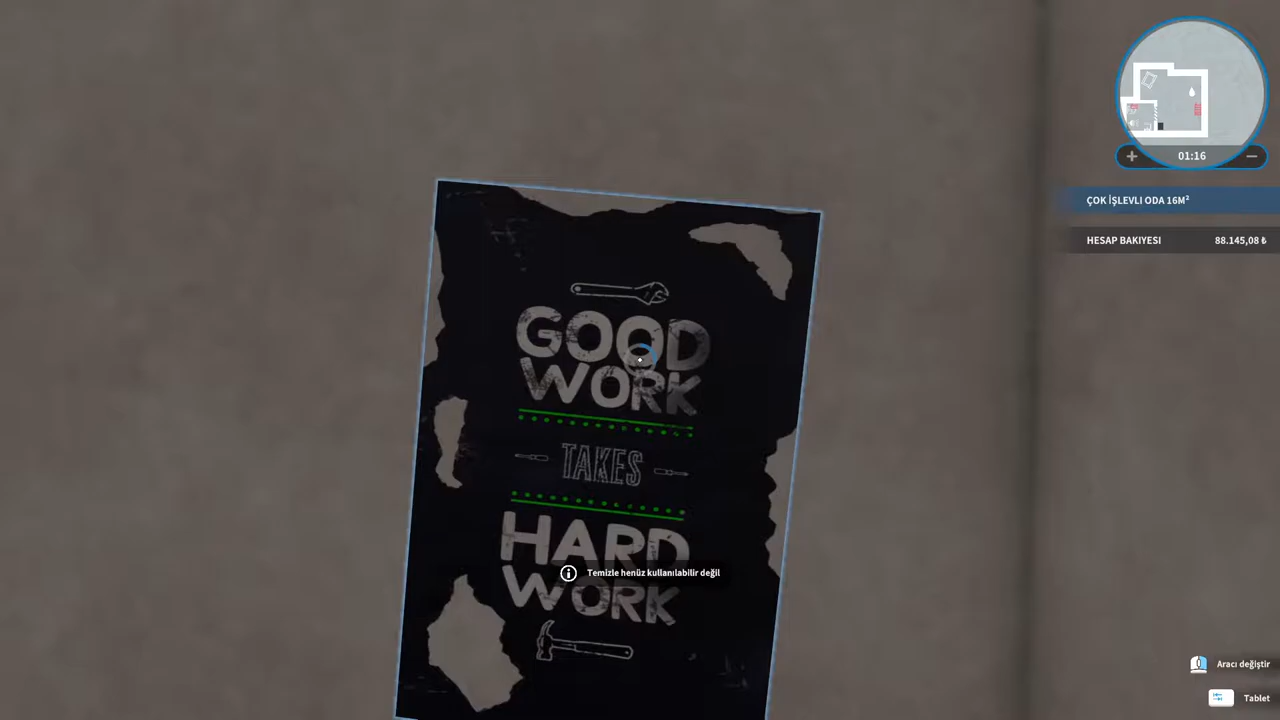 01:16
ÇOK İŞLEVLI ODA 16M²
HESAP BAKIYESI 88.145,08 ₺
GOOD
WORK
TAKES
HARD
WORK
Temizle henüz kullanılabilir değil
Aracı değiştir
Tablet